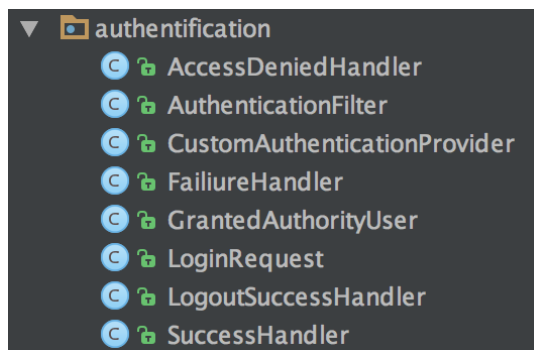 authentification
AccessDeniedHandler
AuthenticationFilter
CustomAuthenticationProvider
FailiureHandler
GrantedAuthorityUser
LoginRequest
LogoutSuccessHandler
SuccessHandler